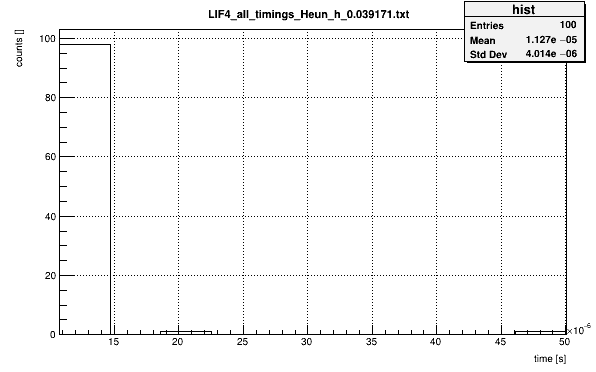 LIF4_all_timings_Heun_h_0.039171.txt
hist
Entries 100
Mean 1.127e −05
Std Dev 4.014e −06
counts []
100
80
60
40
20
0
15 20 25 30 35 40 45 50
×10−6
time [s]